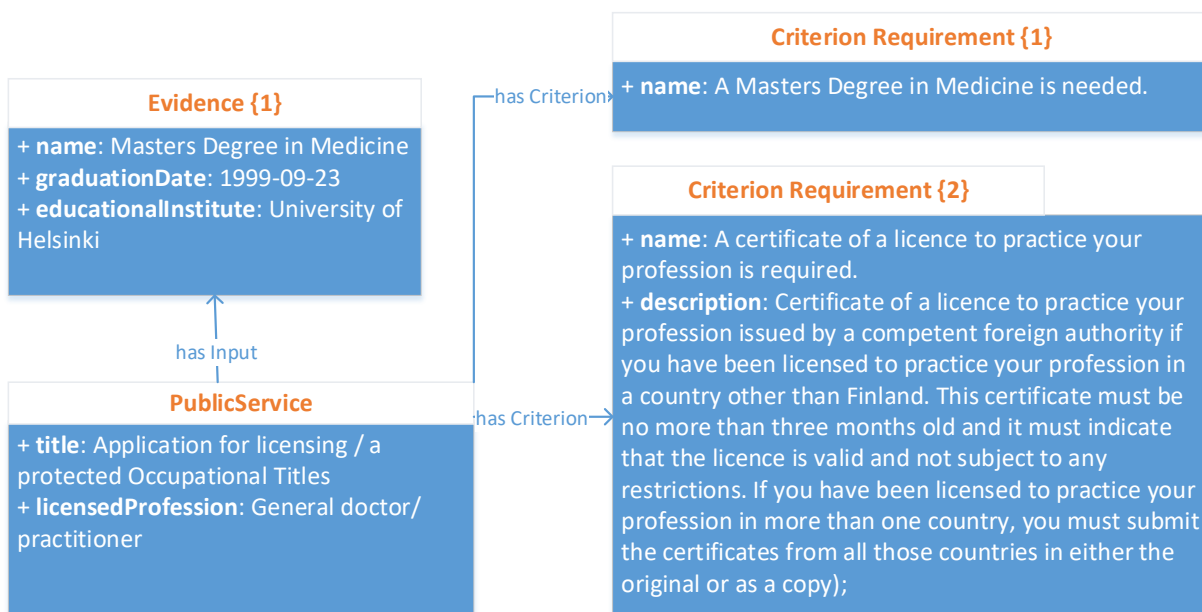 Evidence {1}
+ name: Masters Degree in Medicine
+ graduationDate: 1999-09-23
+ educationalInstitute: University of
Helsinki
has Input
PublicService
+ title: Application for licensing / a
protected Occupational Titles
+ licensedProfession: General doctor/
practitioner
has Criterion
Criterion Requirement {1}
+ name: A Masters Degree in Medicine is needed.
has Criterion
Criterion Requirement {2}
+ name: A certificate of a licence to practice your
profession is required.
+ description: Certificate of a licence to practice your
profession issued by a competent foreign authority if
you have been licensed to practice your profession in
a country other than Finland. This certificate must be
no more than three months old and it must indicate
that the licence is valid and not subject to any
restrictions. If you have been licensed to practice your
profession in more than one country, you must submit
the certificates from all those countries in either the
original or as a copy);